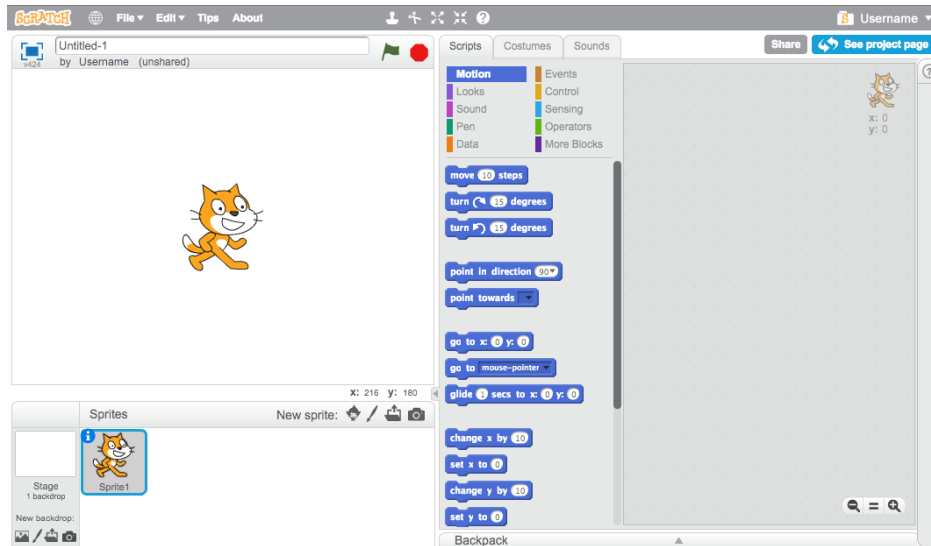 SCRATCH File Edit Tips About Username
Untitled-1
by Username (unshared)
v424
X: 216 y: 180
Sprites New sprite:
Stage
1 backdrop
New backdrop:
Sprite1
Scripts Costumes Sounds Share See project page
Motion Events
Looks Control
Sound Sensing
Pen Operators
Data More Blocks
move 10 steps
turn 15 degrees
turn 15 degrees
point in direction 90
point towards
go to x: 0 y: 0
go to mouse-pointer
glide 1 secs to x: 0 y: 0
change x by 10
set x to 0
change y by 10
set y to 0
x: 0
y: 0
Backpack